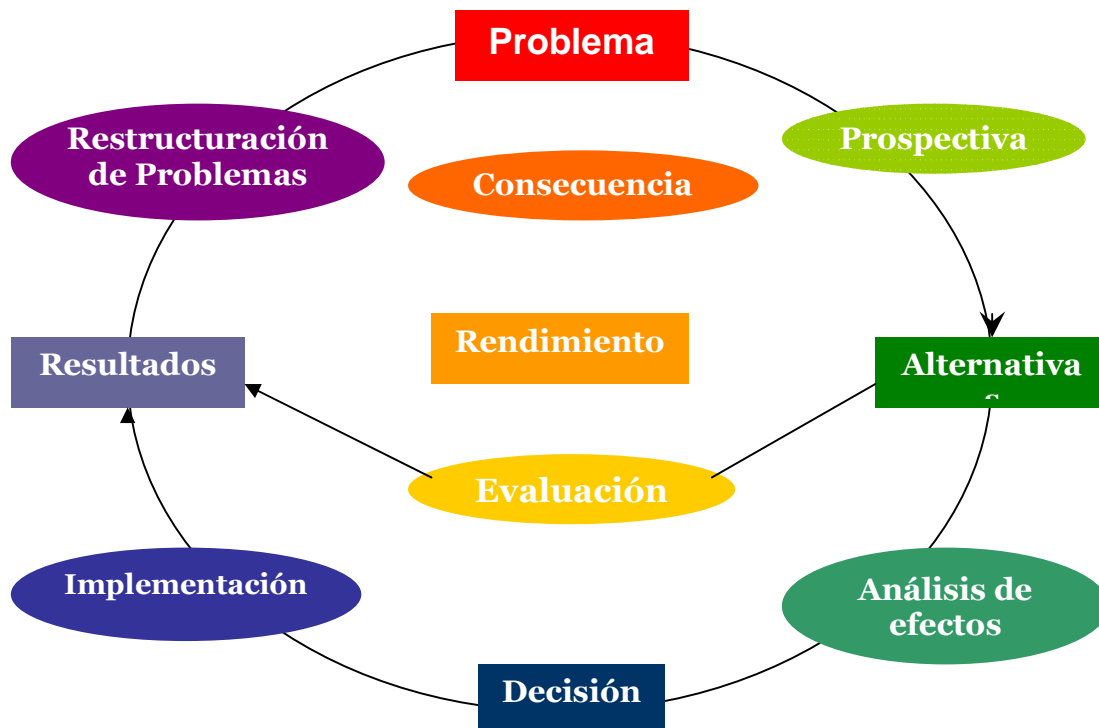 Problema
Restructuración
de Problemas
Prospectiva
Consecuencia
Rendimiento
Resultados
Alternativa
s
Evaluación
Implementación
Análisis de
efectos
Decisión